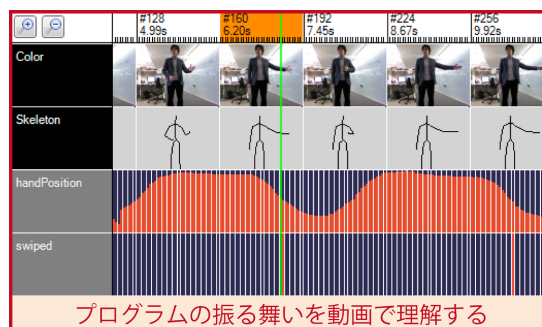 #128 #160 #192 #224 #256
4.99s 6.20s 7.45s 8.67s 9.92s
Color
Skeleton
handPosition
swiped
プログラムの振る舞いを動画で理解する